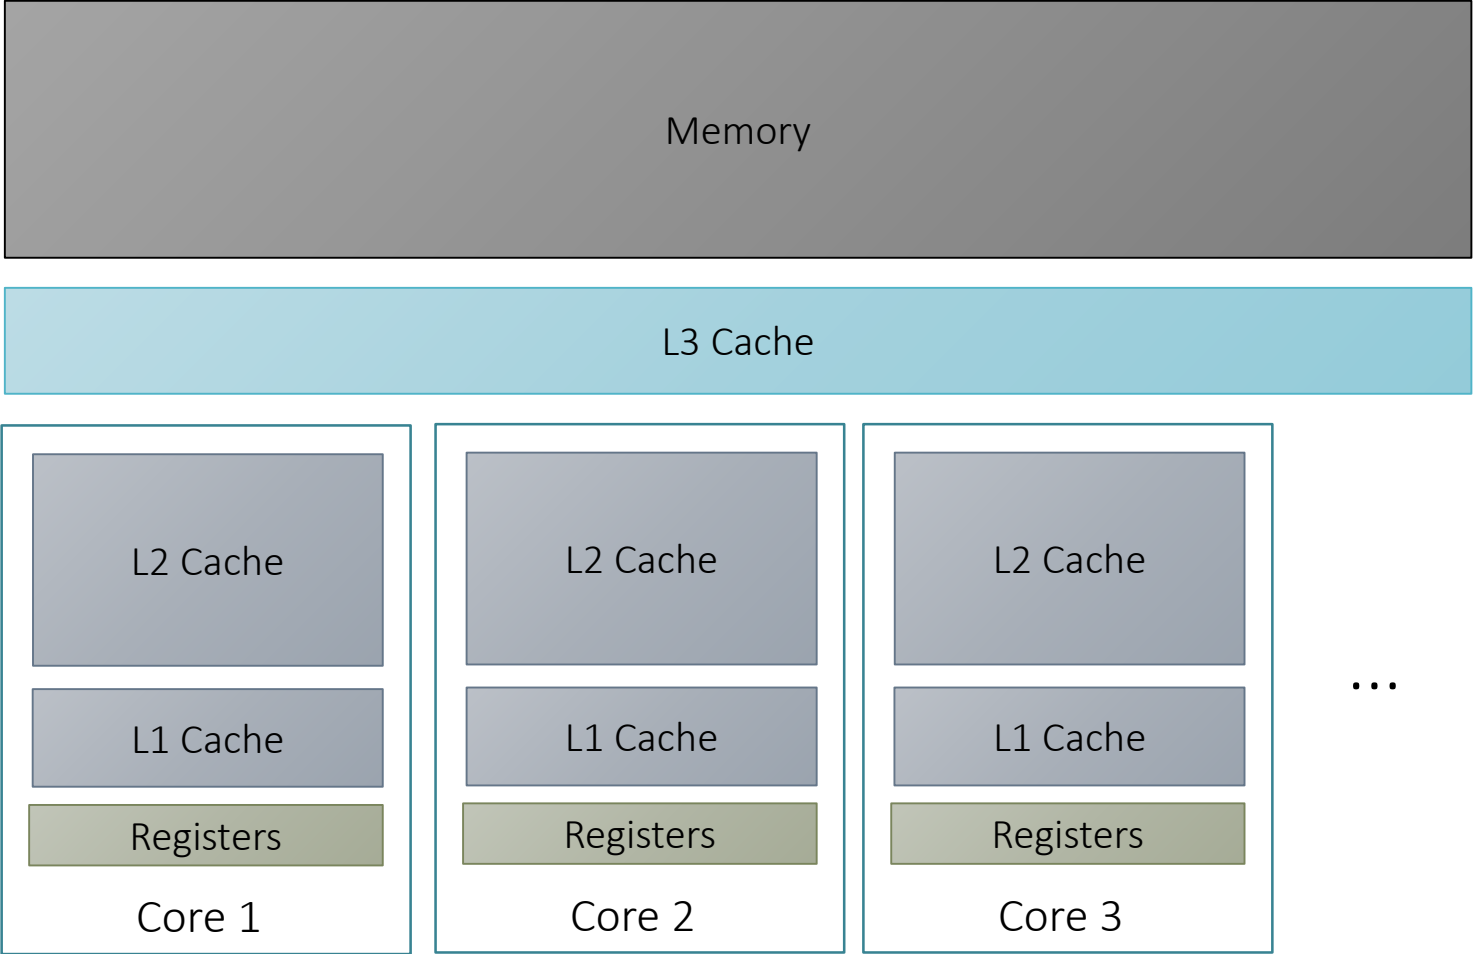 Memory
L3 Cache
L2 Cache
L1 Cache
Registers
Core 1
L2 Cache
L1 Cache
Registers
Core 2
L2 Cache
L1 Cache
Registers
Core 3
...